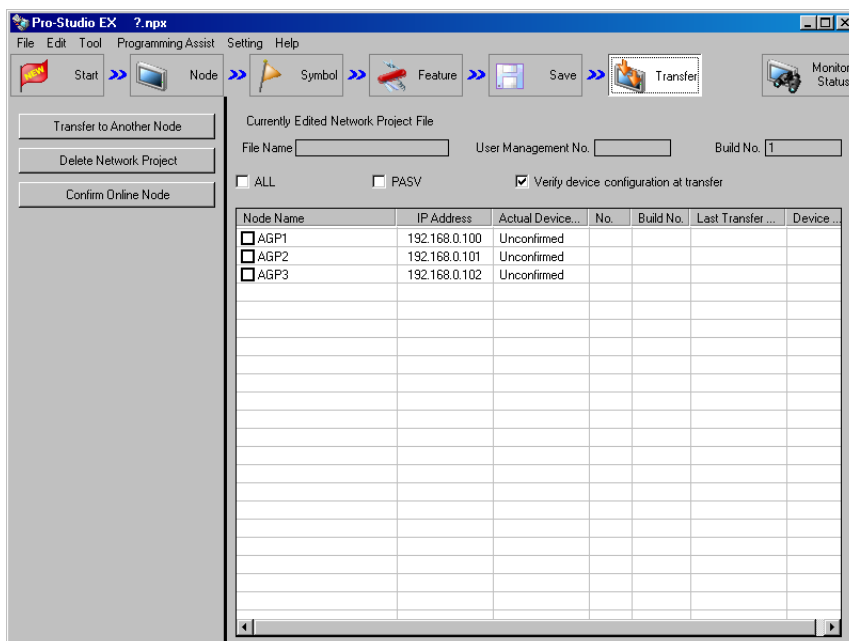 Pro-Studio EX ?.npx
File Edit Tool Programming Assist Setting Help
NEW Start Node Symbol Feature Save Transfer Monitor Status
Transfer to Another Node
Delete Network Project
Confirm Online Node
Currently Edited Network Project File
File Name User Management No. Build No. 1
ALL PASV Verify device configuration at transfer
Node Name IP Address Actual Device... No. Build No. Last Transfer ... Device ...
AGP1 192.168.0.100 Unconfirmed
AGP2 192.168.0.101 Unconfirmed
AGP3 192.168.0.102 Unconfirmed